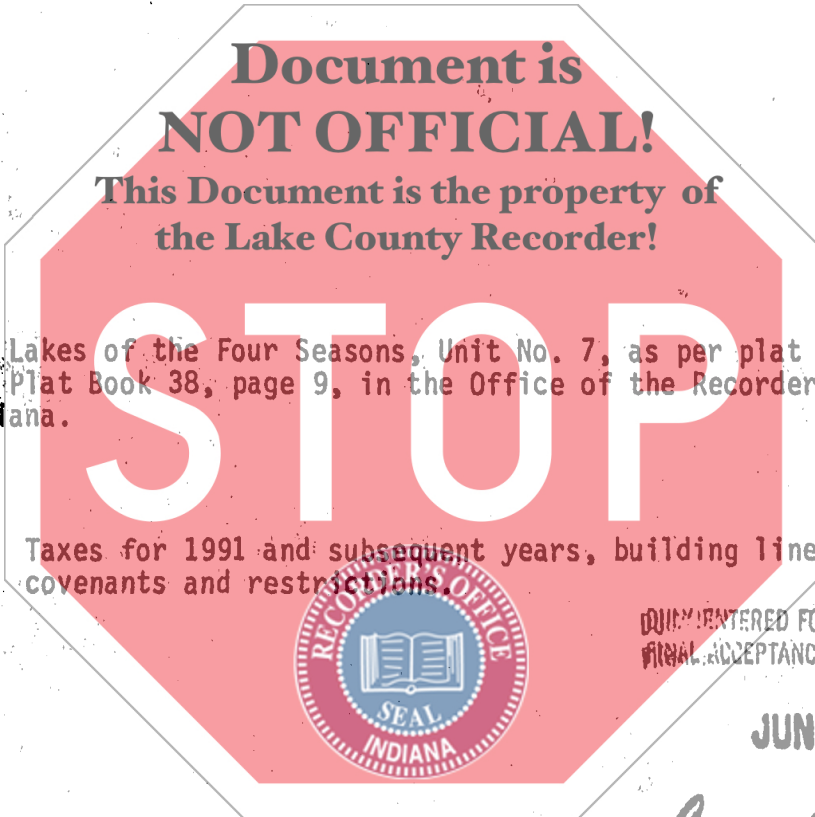 Document is
NOT OFFICIAL!
This Document is the property of
the Lake County Recorder!
STOP
Lakes of the Four Seasons, Unit No. 7, as per plat
Plat Book 38, page 9, in the Office of the Recorder
iana.
Taxes for 1991 and subsequent years, building line
covenants and restrictions.
RECORDER'S OFFICE
SEAL
INDIANA
ENTERED FO
FINAL ACCEPTANC
JUN